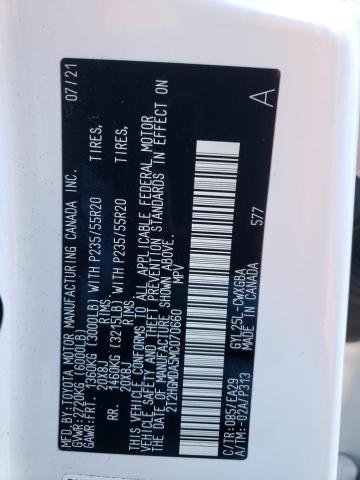 MFD.BY:TOYOTA MOTOR MANUFACTURING CANADA INC. 07/21
GVWR:2720KG (6000LB)
GAWR:FRT. 1360KG (3000LB) WITH P235/55R20 TIRES,
20X8J RIMS,
RR. 1460KG (3215LB) WITH P235/55R20 TIRES,
20X8J RIMS,
THIS VEHICLE CONFORMS TO ALL APPLICABLE FEDERAL MOTOR
VEHICLE SAFETY AND THEFT PREVENTION STANDARDS IN
EFFECT ON THE DATE OF MANUFACTURE SHOWN ABOVE.
2T2HGMDA5MC070660 MPV
A
577
C/TR:085/EA29 GYL25L-CWXGBA
A/TM:-02A/P313 MADE IN CANADA